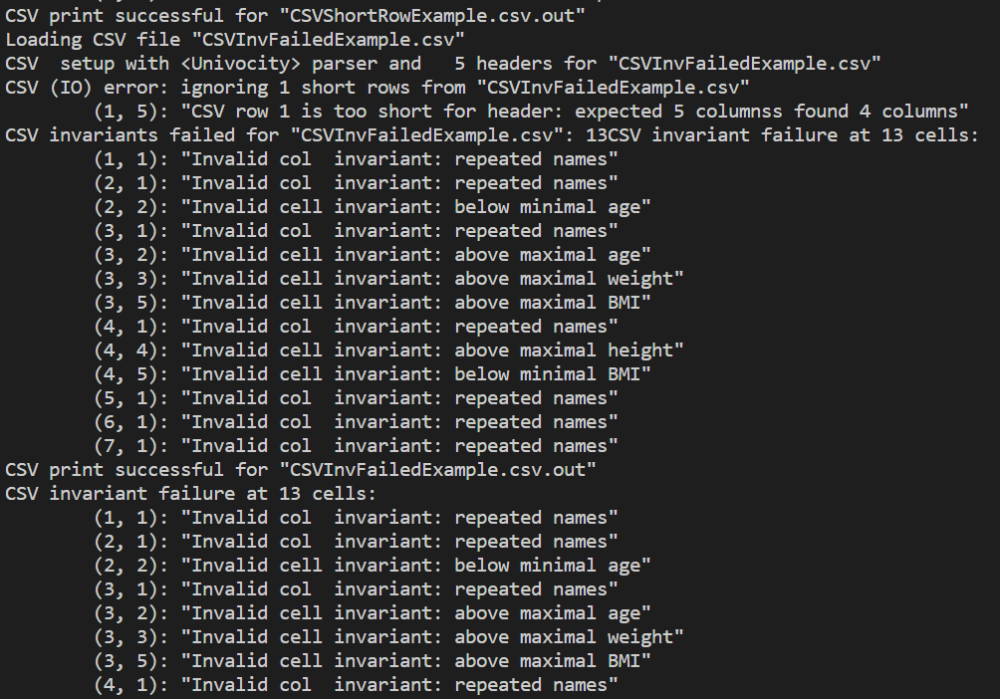 CSV print successful for "CSVShortRowExample.csv.out"
Loading CSV file "CSVInvFailedExample.csv"
CSV  setup with <Univocity> parser and   5 headers for "CSVInvFailedExample.csv"
CSV (IO) error: ignoring 1 short rows from "CSVInvFailedExample.csv"
        (1, 5): "CSV row 1 is too short for header: expected 5 columnss found 4 columns"
CSV invariants failed for "CSVInvFailedExample.csv": 13CSV invariant failure at 13 cells:
        (1, 1): "Invalid col  invariant: repeated names"
        (2, 1): "Invalid col  invariant: repeated names"
        (2, 2): "Invalid cell invariant: below minimal age"
        (3, 1): "Invalid col  invariant: repeated names"
        (3, 2): "Invalid cell invariant: above maximal age"
        (3, 3): "Invalid cell invariant: above maximal weight"
        (3, 5): "Invalid cell invariant: above maximal BMI"
        (4, 1): "Invalid col  invariant: repeated names"
        (4, 4): "Invalid cell invariant: above maximal height"
        (4, 5): "Invalid cell invariant: below minimal BMI"
        (5, 1): "Invalid col  invariant: repeated names"
        (6, 1): "Invalid col  invariant: repeated names"
        (7, 1): "Invalid col  invariant: repeated names"
CSV print successful for "CSVInvFailedExample.csv.out"
CSV invariant failure at 13 cells:
        (1, 1): "Invalid col  invariant: repeated names"
        (2, 1): "Invalid col  invariant: repeated names"
        (2, 2): "Invalid cell invariant: below minimal age"
        (3, 1): "Invalid col  invariant: repeated names"
        (3, 2): "Invalid cell invariant: above maximal age"
        (3, 3): "Invalid cell invariant: above maximal weight"
        (3, 5): "Invalid cell invariant: above maximal BMI"
        (4, 1): "Invalid col  invariant: repeated names"